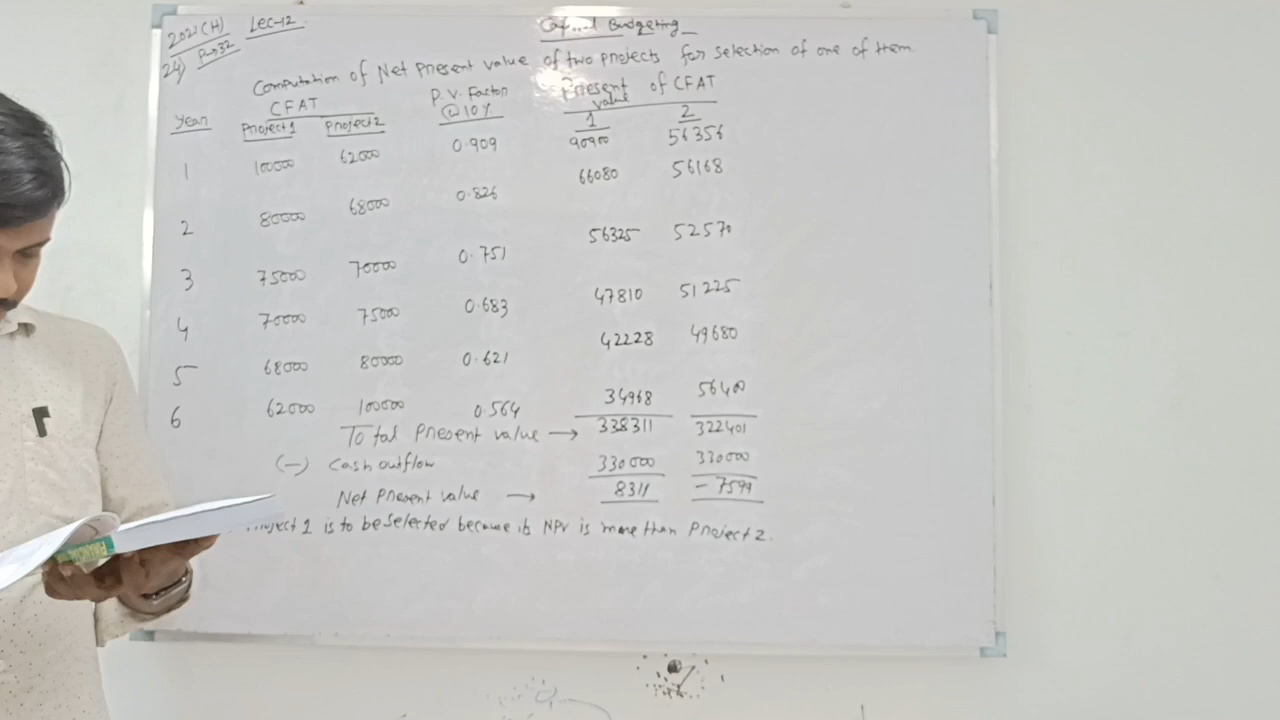 2021(H) Lec-12 Capital Budgeting
24)
Computation of Net Present value of two projects for selection of one of them
Year CFAT P.V. Factor @10% Present value of CFAT
Project 1 Project 2 1 2
1 100000 62000 0.909 90900 56356
2 80000 68000 0.826 66080 56168
3 75000 70000 0.751 56325 52570
4 70000 75000 0.683 47810 51225
5 68000 80000 0.621 42228 49680
6 62000 100000 0.564 34968 56400
Total Present value → 338311 322401
(-) Cash outflow 330000 330000
Net Present value → 8311 - 7599
Project 1 is to be selected because its NPV is more than Project 2.